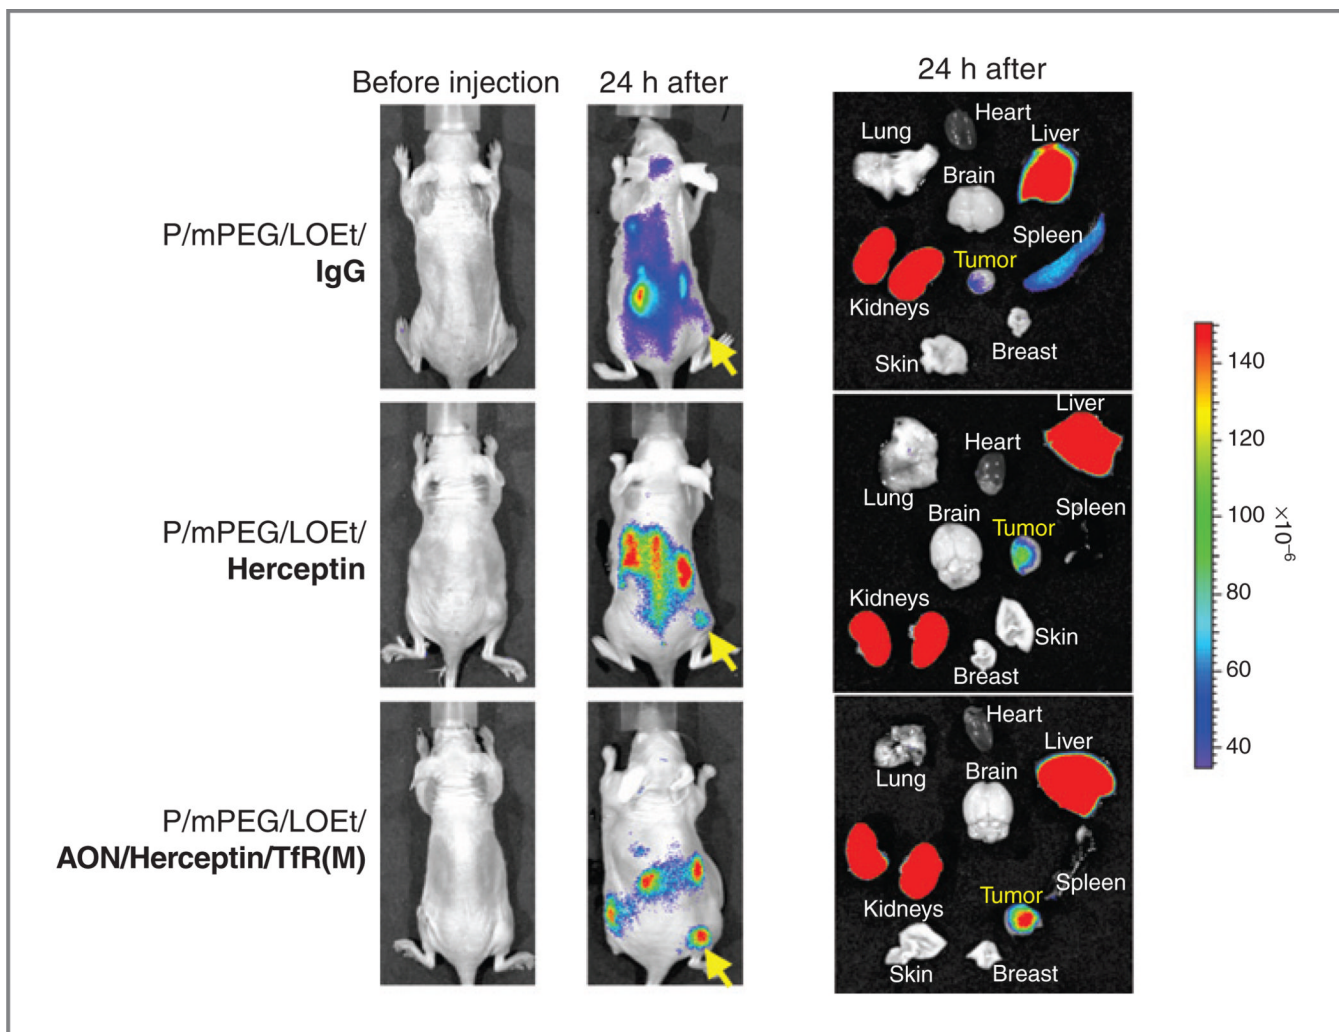 Before injection
24 h after
24 h after
P/mPEG/LOEt/
IgG
Lung
Heart
Liver
Brain
Spleen
Tumor
Kidneys
Skin
Breast
P/mPEG/LOEt/
Herceptin
Liver
Heart
Lung
Brain
Tumor
Spleen
Kidneys
Skin
Breast
P/mPEG/LOEt/
AON/Herceptin/TfR(M)
Heart
Lung
Brain
Liver
Kidneys
Tumor
Spleen
Skin
Breast
140
120
100
80
60
40
×10⁻⁶